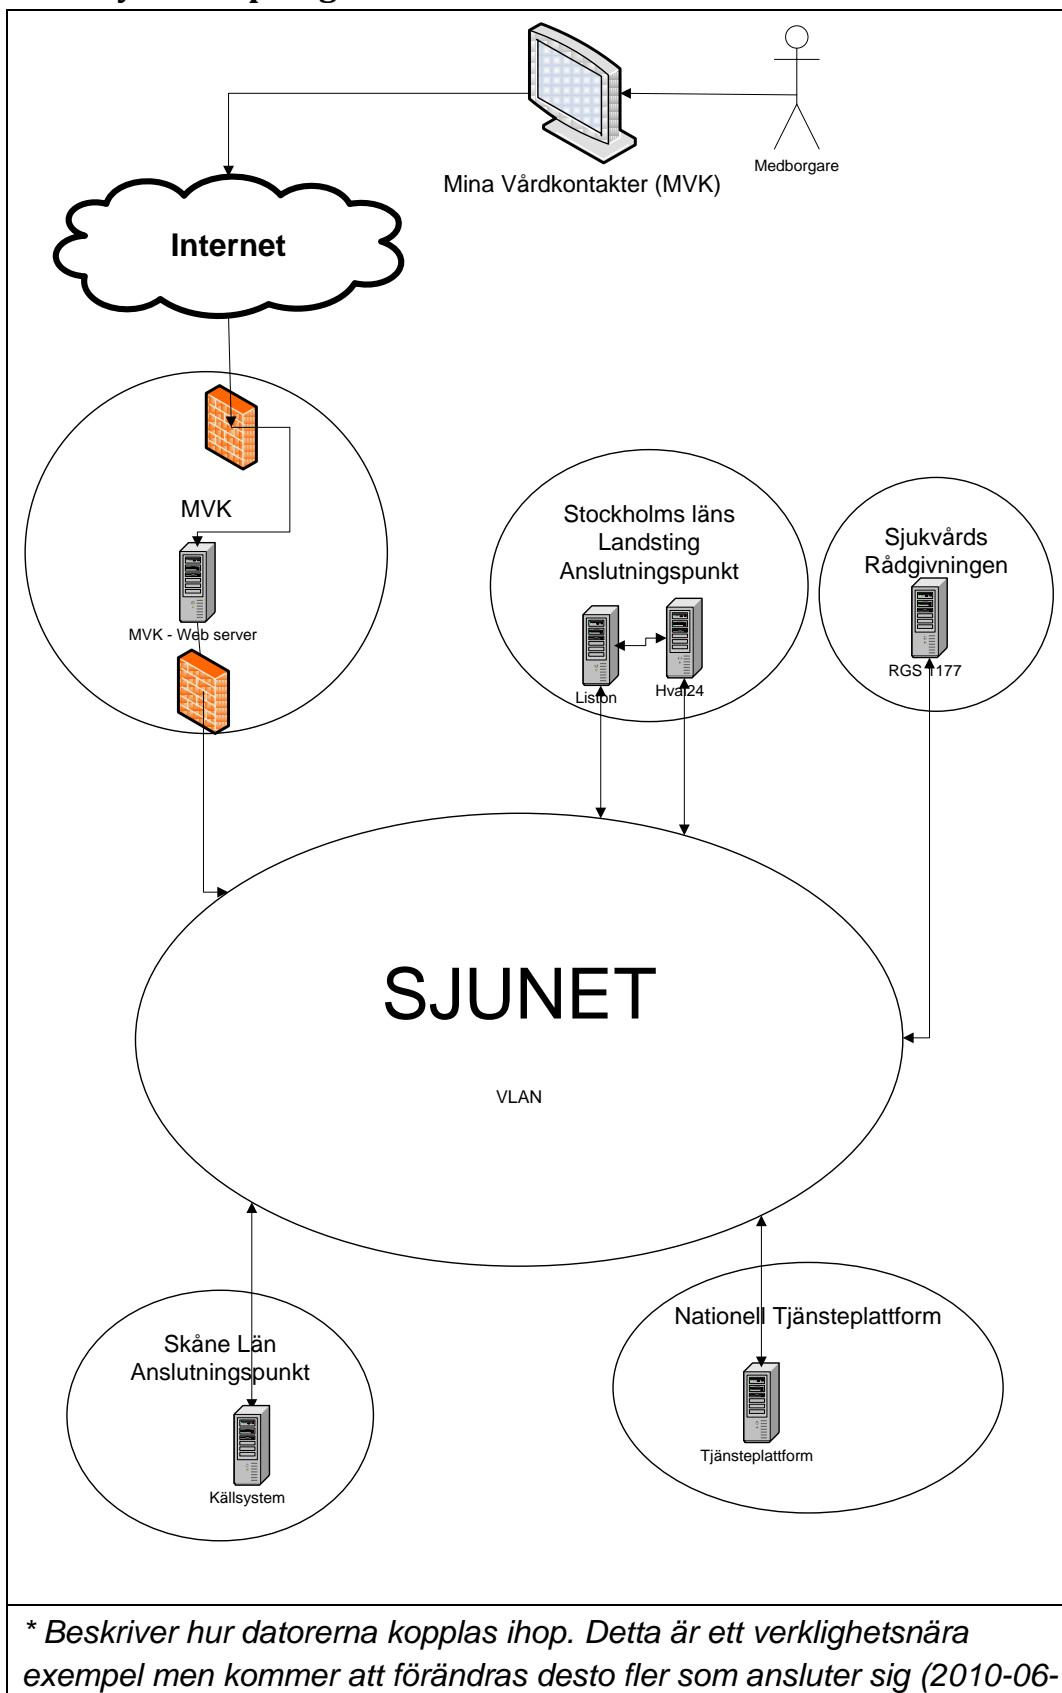 Medborgare
Mina Vårdkontakter (MVK)
Internet
MVK
MVK - Web server
Stockholms läns
Landsting
Anslutningspunkt
Liston
Hval24
Sjukvårds
Rådgivningen
RGS 1177
SJUNET
VLAN
Skåne Län
Anslutningspunkt
Källsystem
Nationell Tjänsteplattform
Tjänsteplattform
* Beskriver hur datorerna kopplas ihop. Detta är ett verklighetsnära
exempel men kommer att förändras desto fler som ansluter sig (2010-06-